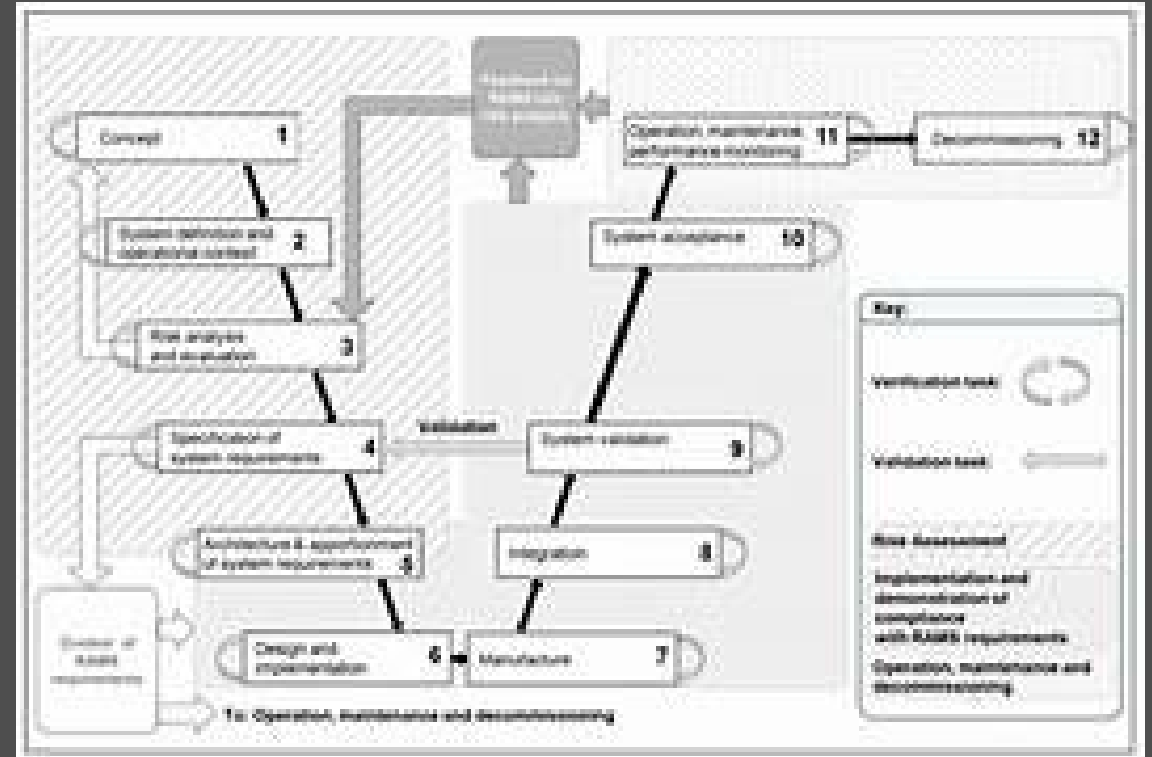 Concept 1
System definition and
operational context 2
Risk analysis
and evaluation 3
Specification of
system requirements 4
Architecture & apportionment
of system requirements 5
Design and
implementation 6
Manufacture 7
Integration 8
Validation
System validation 9
System acceptance 10
Operation, maintenance,
performance monitoring 11
Decommissioning 12
requirements
To: Operation, maintenance and decommissioning
Key:
Verification task:
Validation task:
Risk Assessment
Implementation and
demonstration of
compliance
with RAMS requirements
Operation, maintenance and
decommissioning